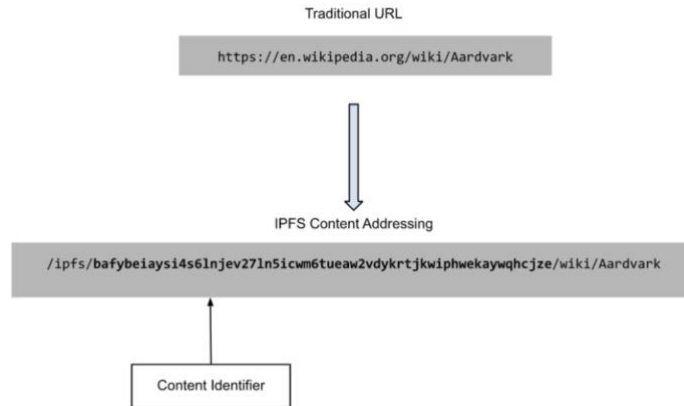 Traditional URL
https://en.wikipedia.org/wiki/Aardvark
IPFS Content Addressing
/ipfs/bafybeiaysi4s6lnjev27ln5icwm6tueaw2vdykrtjkwiphwekaywqhcjze/wiki/Aardvark
Content Identifier